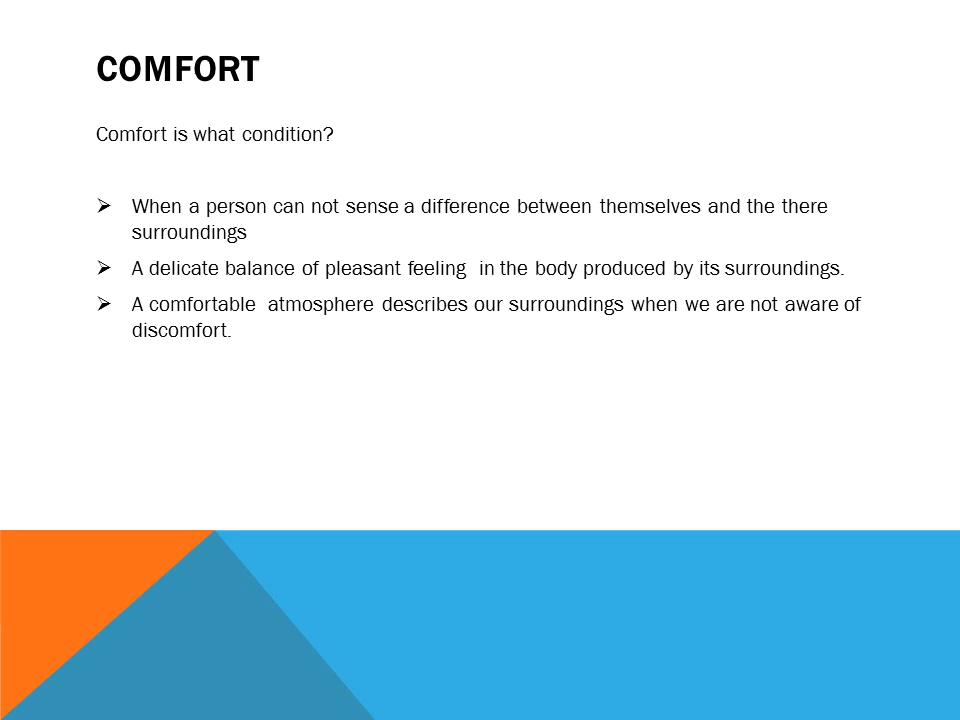 COMFORT
Comfort is what condition?
➢ When a person can not sense a difference between themselves and the there
surroundings
➢ A delicate balance of pleasant feeling  in the body produced by its surroundings.
➢ A comfortable  atmosphere describes our surroundings when we are not aware of
discomfort.